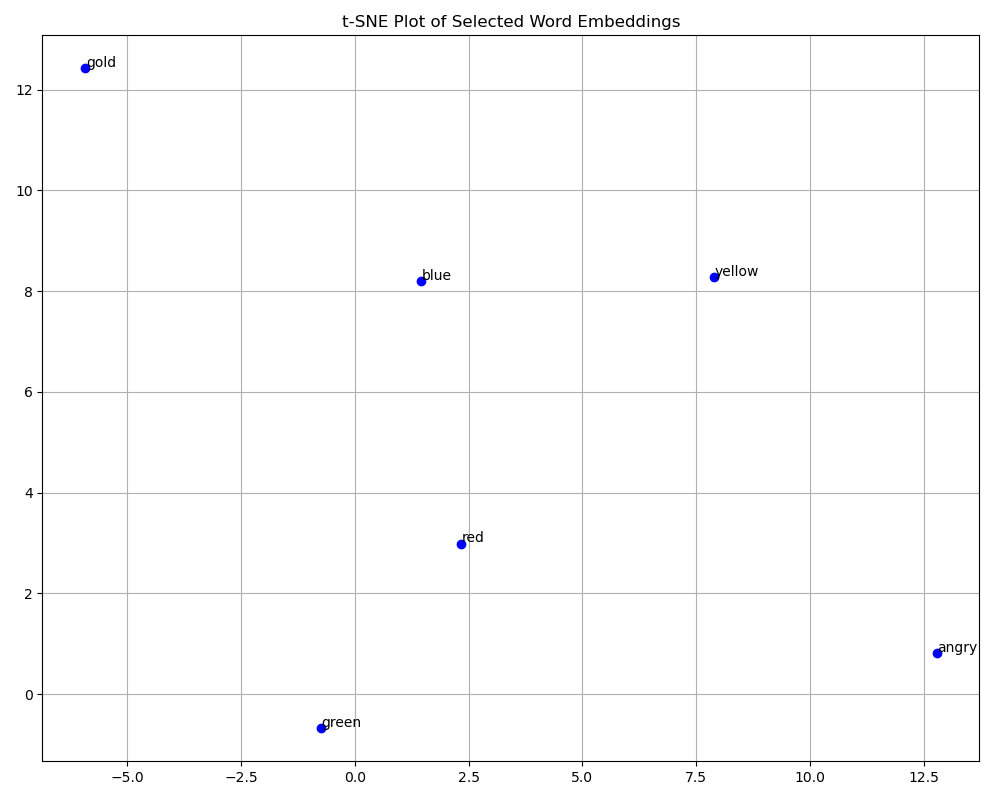 t-SNE Plot of Selected Word Embeddings
gold
12
10
blue
yellow
8
6
4
red
2
angry
0
green
−5.0 −2.5 0.0 2.5 5.0 7.5 10.0 12.5